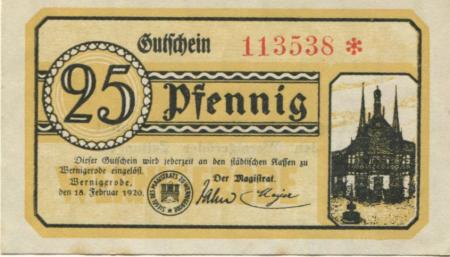 Gutschein 113538 *
25 Pfennig
Dieser Gutschein wird jederzeit an den städtischen Kassen zu
Wernigerode eingelöst.
Wernigerode,
den 18. Februar 1920.
Der Magistrat.